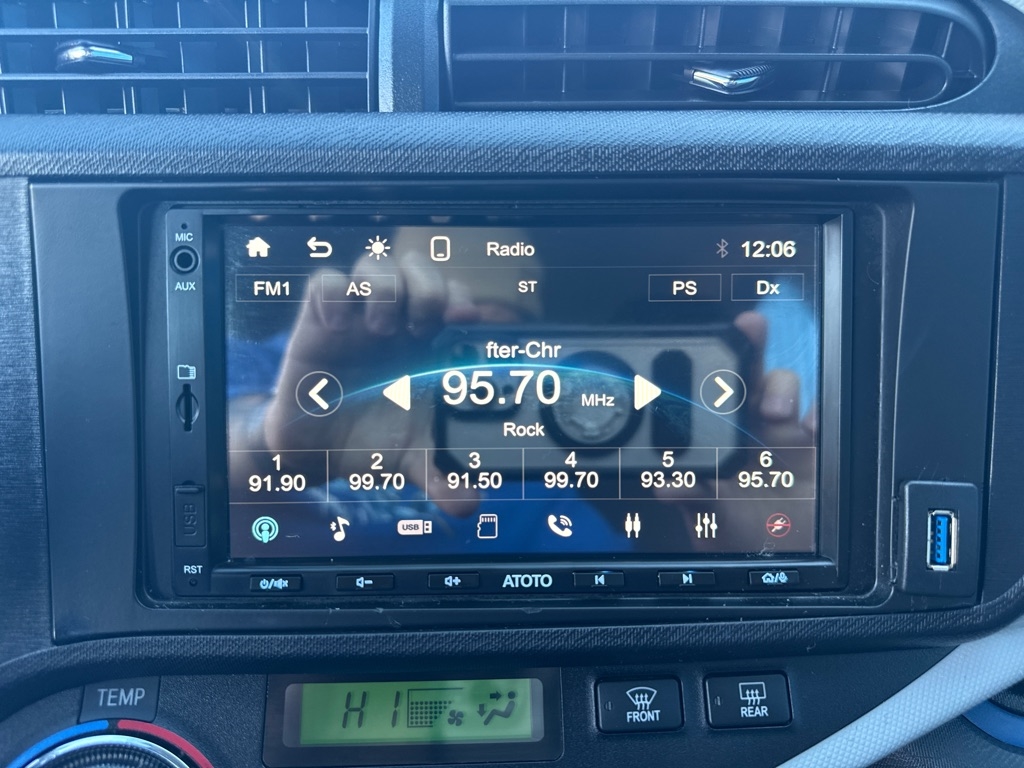 MIC
AUX
USB
RST
Radio 12:06
FM1 AS ST PS Dx
fter-Chr
95.70 MHz
Rock
1 2 3 4 5 6
91.90 99.70 91.50 99.70 93.30 95.70
USB
ATOTO
TEMP
HI
FRONT
REAR